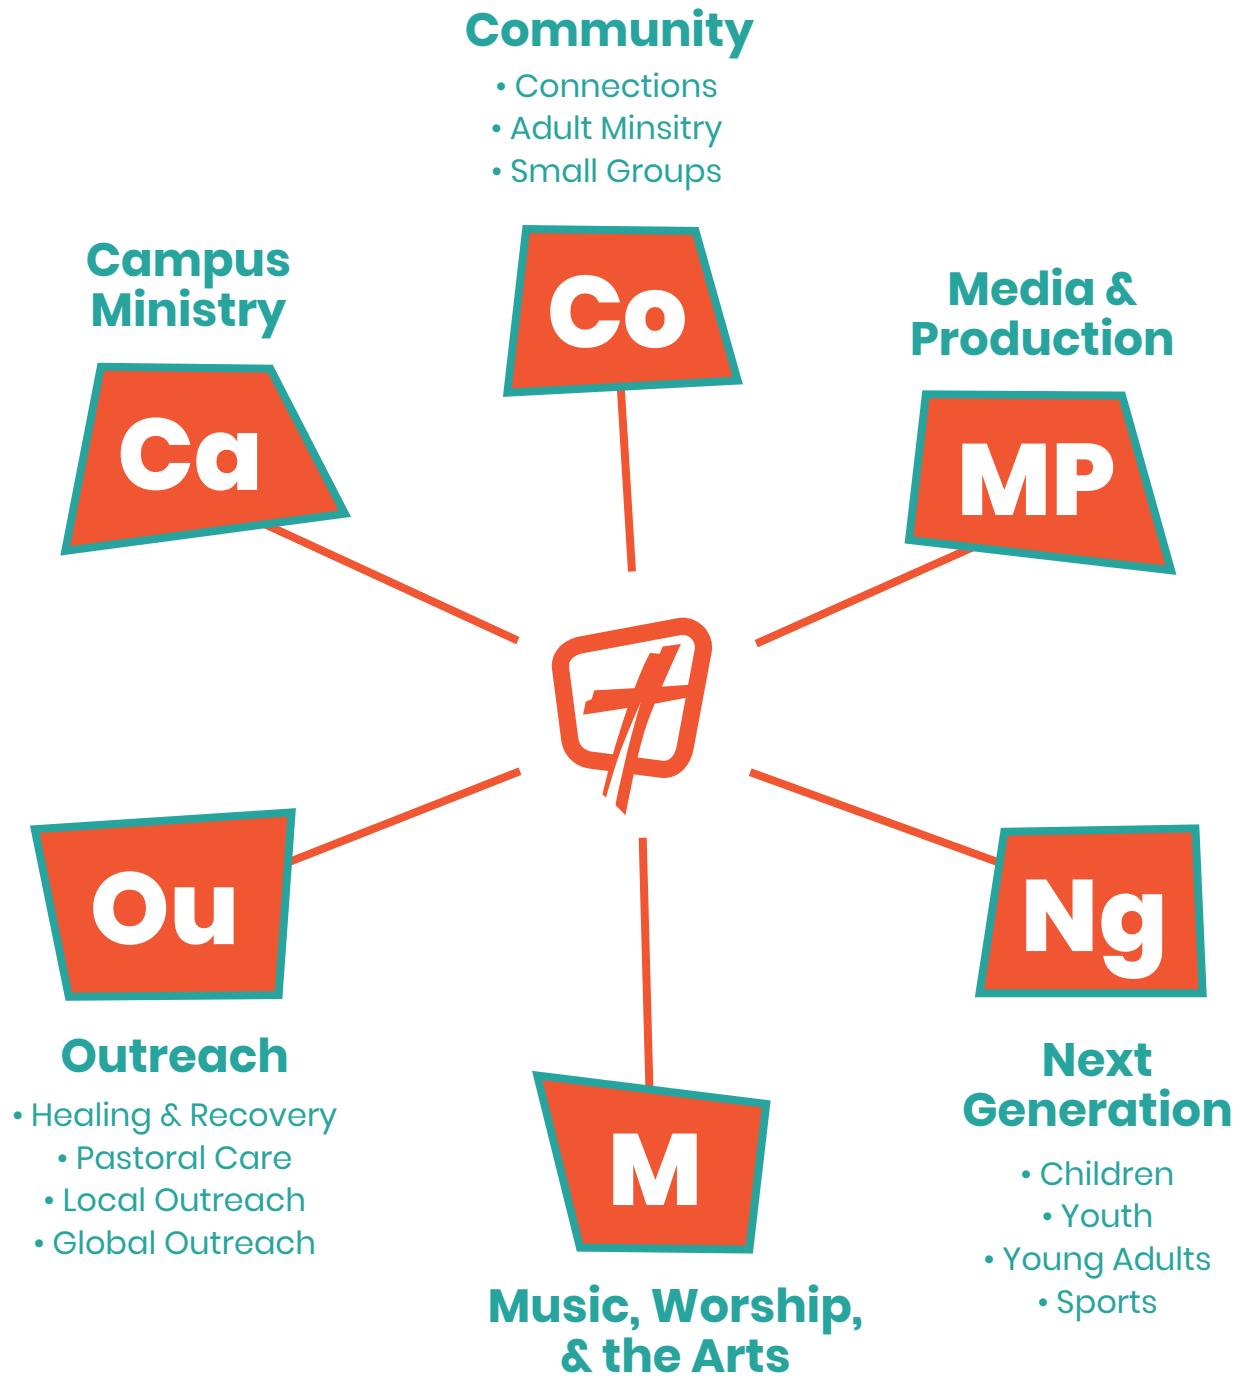 Community
• Connections
• Adult Minsitry
• Small Groups
Co
Campus
Ministry
Ca
Media &
Production
MP
Ou
Outreach
• Healing & Recovery
• Pastoral Care
• Local Outreach
• Global Outreach
M
Music, Worship,
& the Arts
Ng
Next
Generation
• Children
• Youth
• Young Adults
• Sports